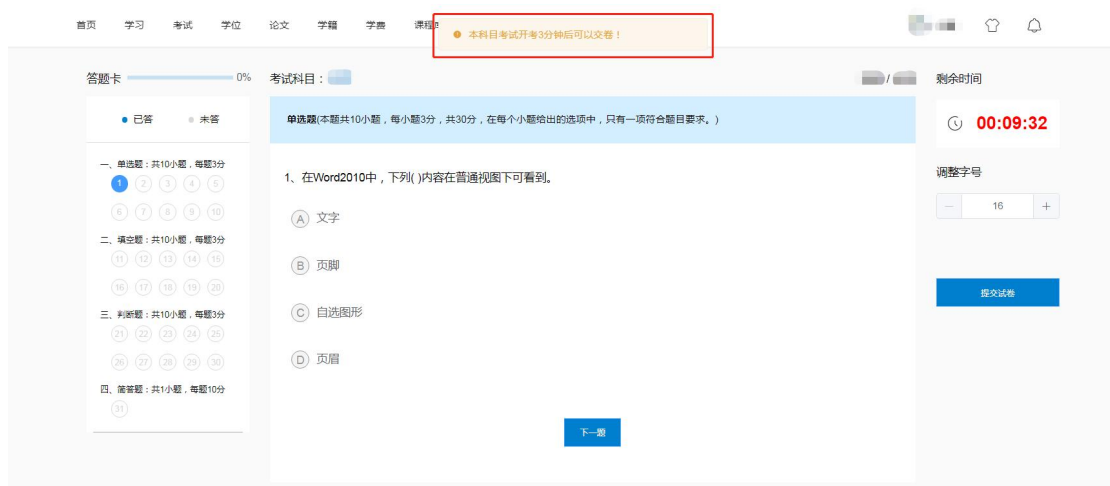 首页 学习 考试 学位 论文 学籍 学费
本科目考试开考3分钟后可以交卷！
答题卡 0%
已答 未答
一、单选题：共10小题，每题3分
1 2 3 4 5
6 7 8 9 10
二、填空题：共10小题，每题3分
11 12 13 14 15
16 17 18 19 20
三、判断题：共10小题，每题3分
21 22 23 24 25
26 27 28 29 30
四、简答题：共1小题，每题10分
31
考试科目：
/
单选题(本题共10小题，每小题3分，共30分，在每个小题给出的选项中，只有一项符合题目要求。)
1、在Word2010中，下列( )内容在普通视图下可看到。
A 文字
B 页脚
C 自选图形
D 页眉
下一题
剩余时间
00:09:32
调整字号
— 16 +
提交试卷